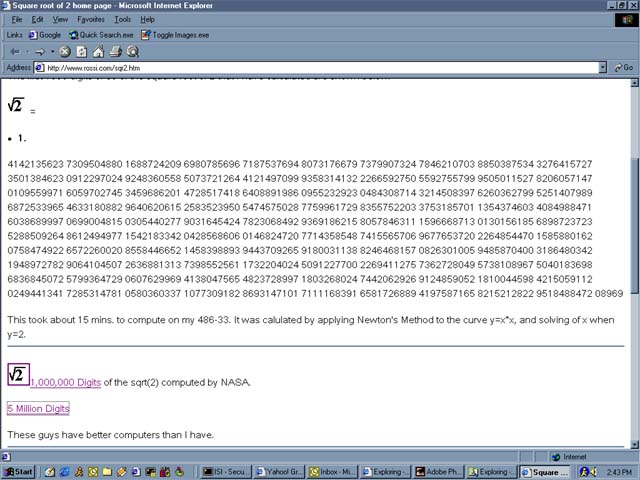 Square root of 2 home page - Microsoft Internet Explorer
File Edit View Favorites Tools Help
Links Google Quick Search.exe Toggle Images.exe
Address http://www.rossi.com/sqr2.htm Go
√2 =
• 1.
4142135623 7309504880 1688724209 6980785696 7187537694 8073176679 7379907324 7846210703 8850387534 3276415727
3501384623 0912297024 9248360558 5073721264 4121497099 9358314132 2266592750 5592755799 9505011527 8206057147
0109559971 6059702745 3459686201 4728517418 6408891986 0955232923 0484308714 3214508397 6260362799 5251407989
6872533965 4633180882 9640620615 2583523950 5474575028 7759961729 8355752203 3753185701 1354374603 4084988471
6038689997 0699004815 0305440277 9031645424 7823068492 9369186215 8057846311 1596668713 0130156185 6898723723
5288509264 8612494977 1542183342 0428568606 0146824720 7714358548 7415565706 9677653720 2264854470 1585880162
0758474922 6572260020 8558446652 1458398893 9443709265 9180031138 8246468157 0826301005 9485870400 3186480342
1948972782 9064104507 2636881313 7398552561 1732204024 5091227700 2269411275 7362728049 5738108967 5040183698
6836845072 5799364729 0607629969 4138047565 4823728997 1803268024 7442062926 9124859052 1810044598 4215059112
0249441341 7285314781 0580360337 1077309182 8693147101 7111168391 6581726889 4197587165 8215212822 9518488472 08969
This took about 15 mins. to compute on my 486-33. It was calulated by applying Newton's Method to the curve y=x*x, and solving of x when
y=2.
√2 1,000,000 Digits of the sqrt(2) computed by NASA.
5 Million Digits
These guys have better computers than I have.
Internet
Start ISI - Secu... Yahoo! Gr... Inbox - Mi... Exploring -... Adobe Ph... Exploring -... Square ... 2:43 PM